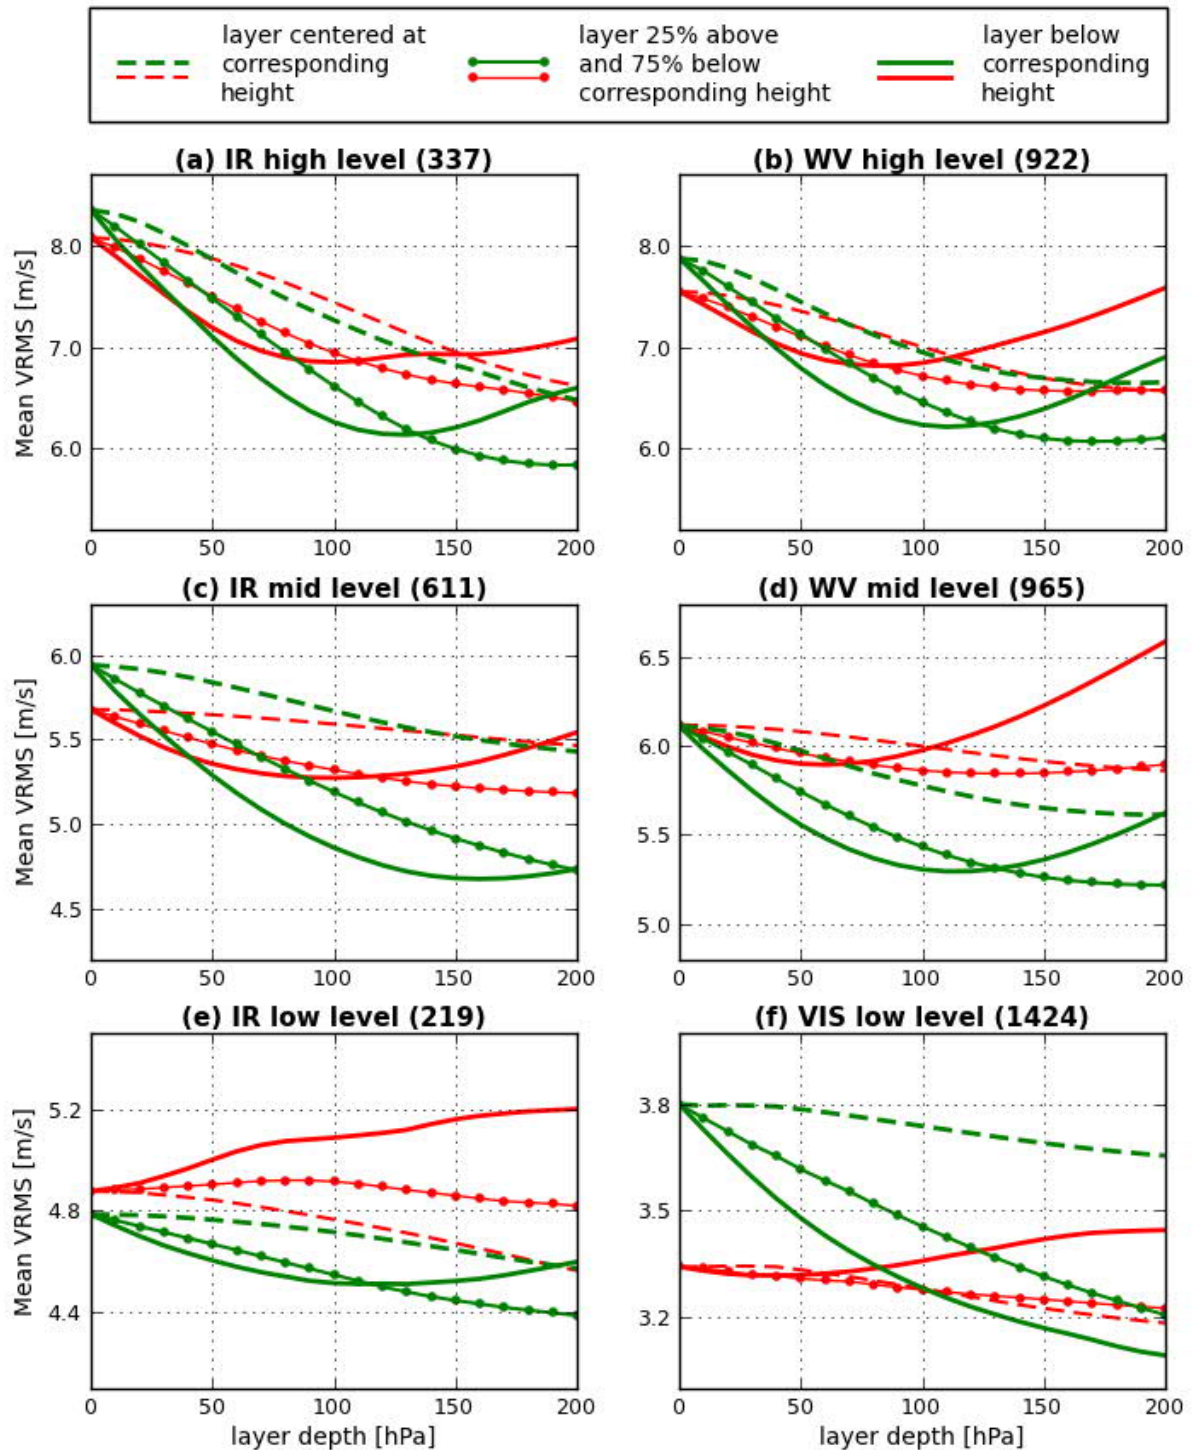 layer centered at
corresponding
height
layer 25% above
and 75% below
corresponding height
layer below
corresponding
height
(a) IR high level (337)
Mean VRMS [m/s]
8.0
7.0
6.0
0 50 100 150 200
(b) WV high level (922)
8.0
7.0
6.0
0 50 100 150 200
(c) IR mid level (611)
Mean VRMS [m/s]
6.0
5.5
5.0
4.5
0 50 100 150 200
(d) WV mid level (965)
6.5
6.0
5.5
5.0
0 50 100 150 200
(e) IR low level (219)
Mean VRMS [m/s]
5.2
4.8
4.4
0 50 100 150 200
layer depth [hPa]
(f) VIS low level (1424)
3.8
3.5
3.2
0 50 100 150 200
layer depth [hPa]